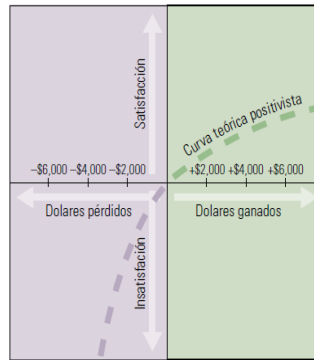 Satisfacción
Curva teórica positivista
–$6,000 –$4,000 –$2,000
+$2,000 +$4,000 +$6,000
Dolares pérdidos
Dolares ganados
Insatisfacción